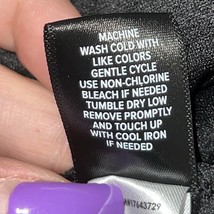 MACHINE
WASH COLD WITH
LIKE COLORS
GENTLE CYCLE
USE NON-CHLORINE
BLEACH IF NEEDED
TUMBLE DRY LOW
REMOVE PROMPTLY
AND TOUCH UP
WITH COOL IRON
IF NEEDED